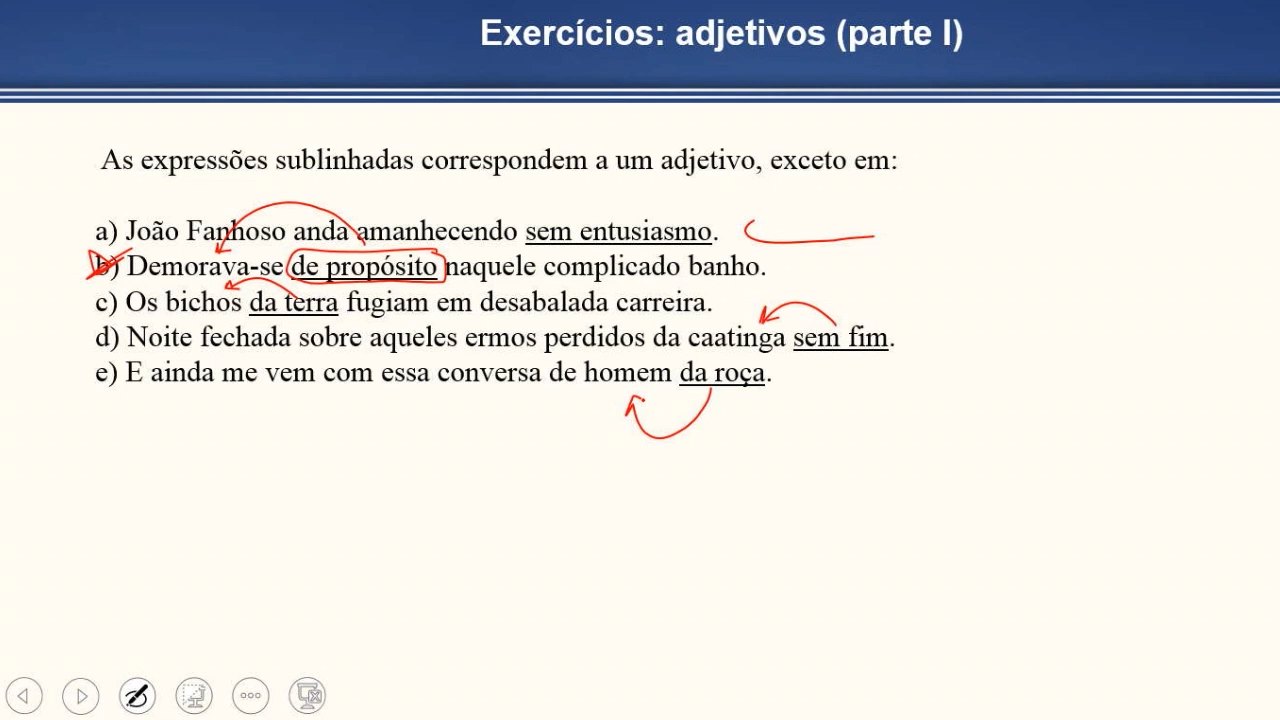 Exercícios: adjetivos (parte I)
As expressões sublinhadas correspondem a um adjetivo, exceto em:
a) João Fanhoso anda amanhecendo sem entusiasmo.
b) Demorava-se de propósito naquele complicado banho.
c) Os bichos da terra fugiam em desabalada carreira.
d) Noite fechada sobre aqueles ermos perdidos da caatinga sem fim.
e) E ainda me vem com essa conversa de homem da roça.